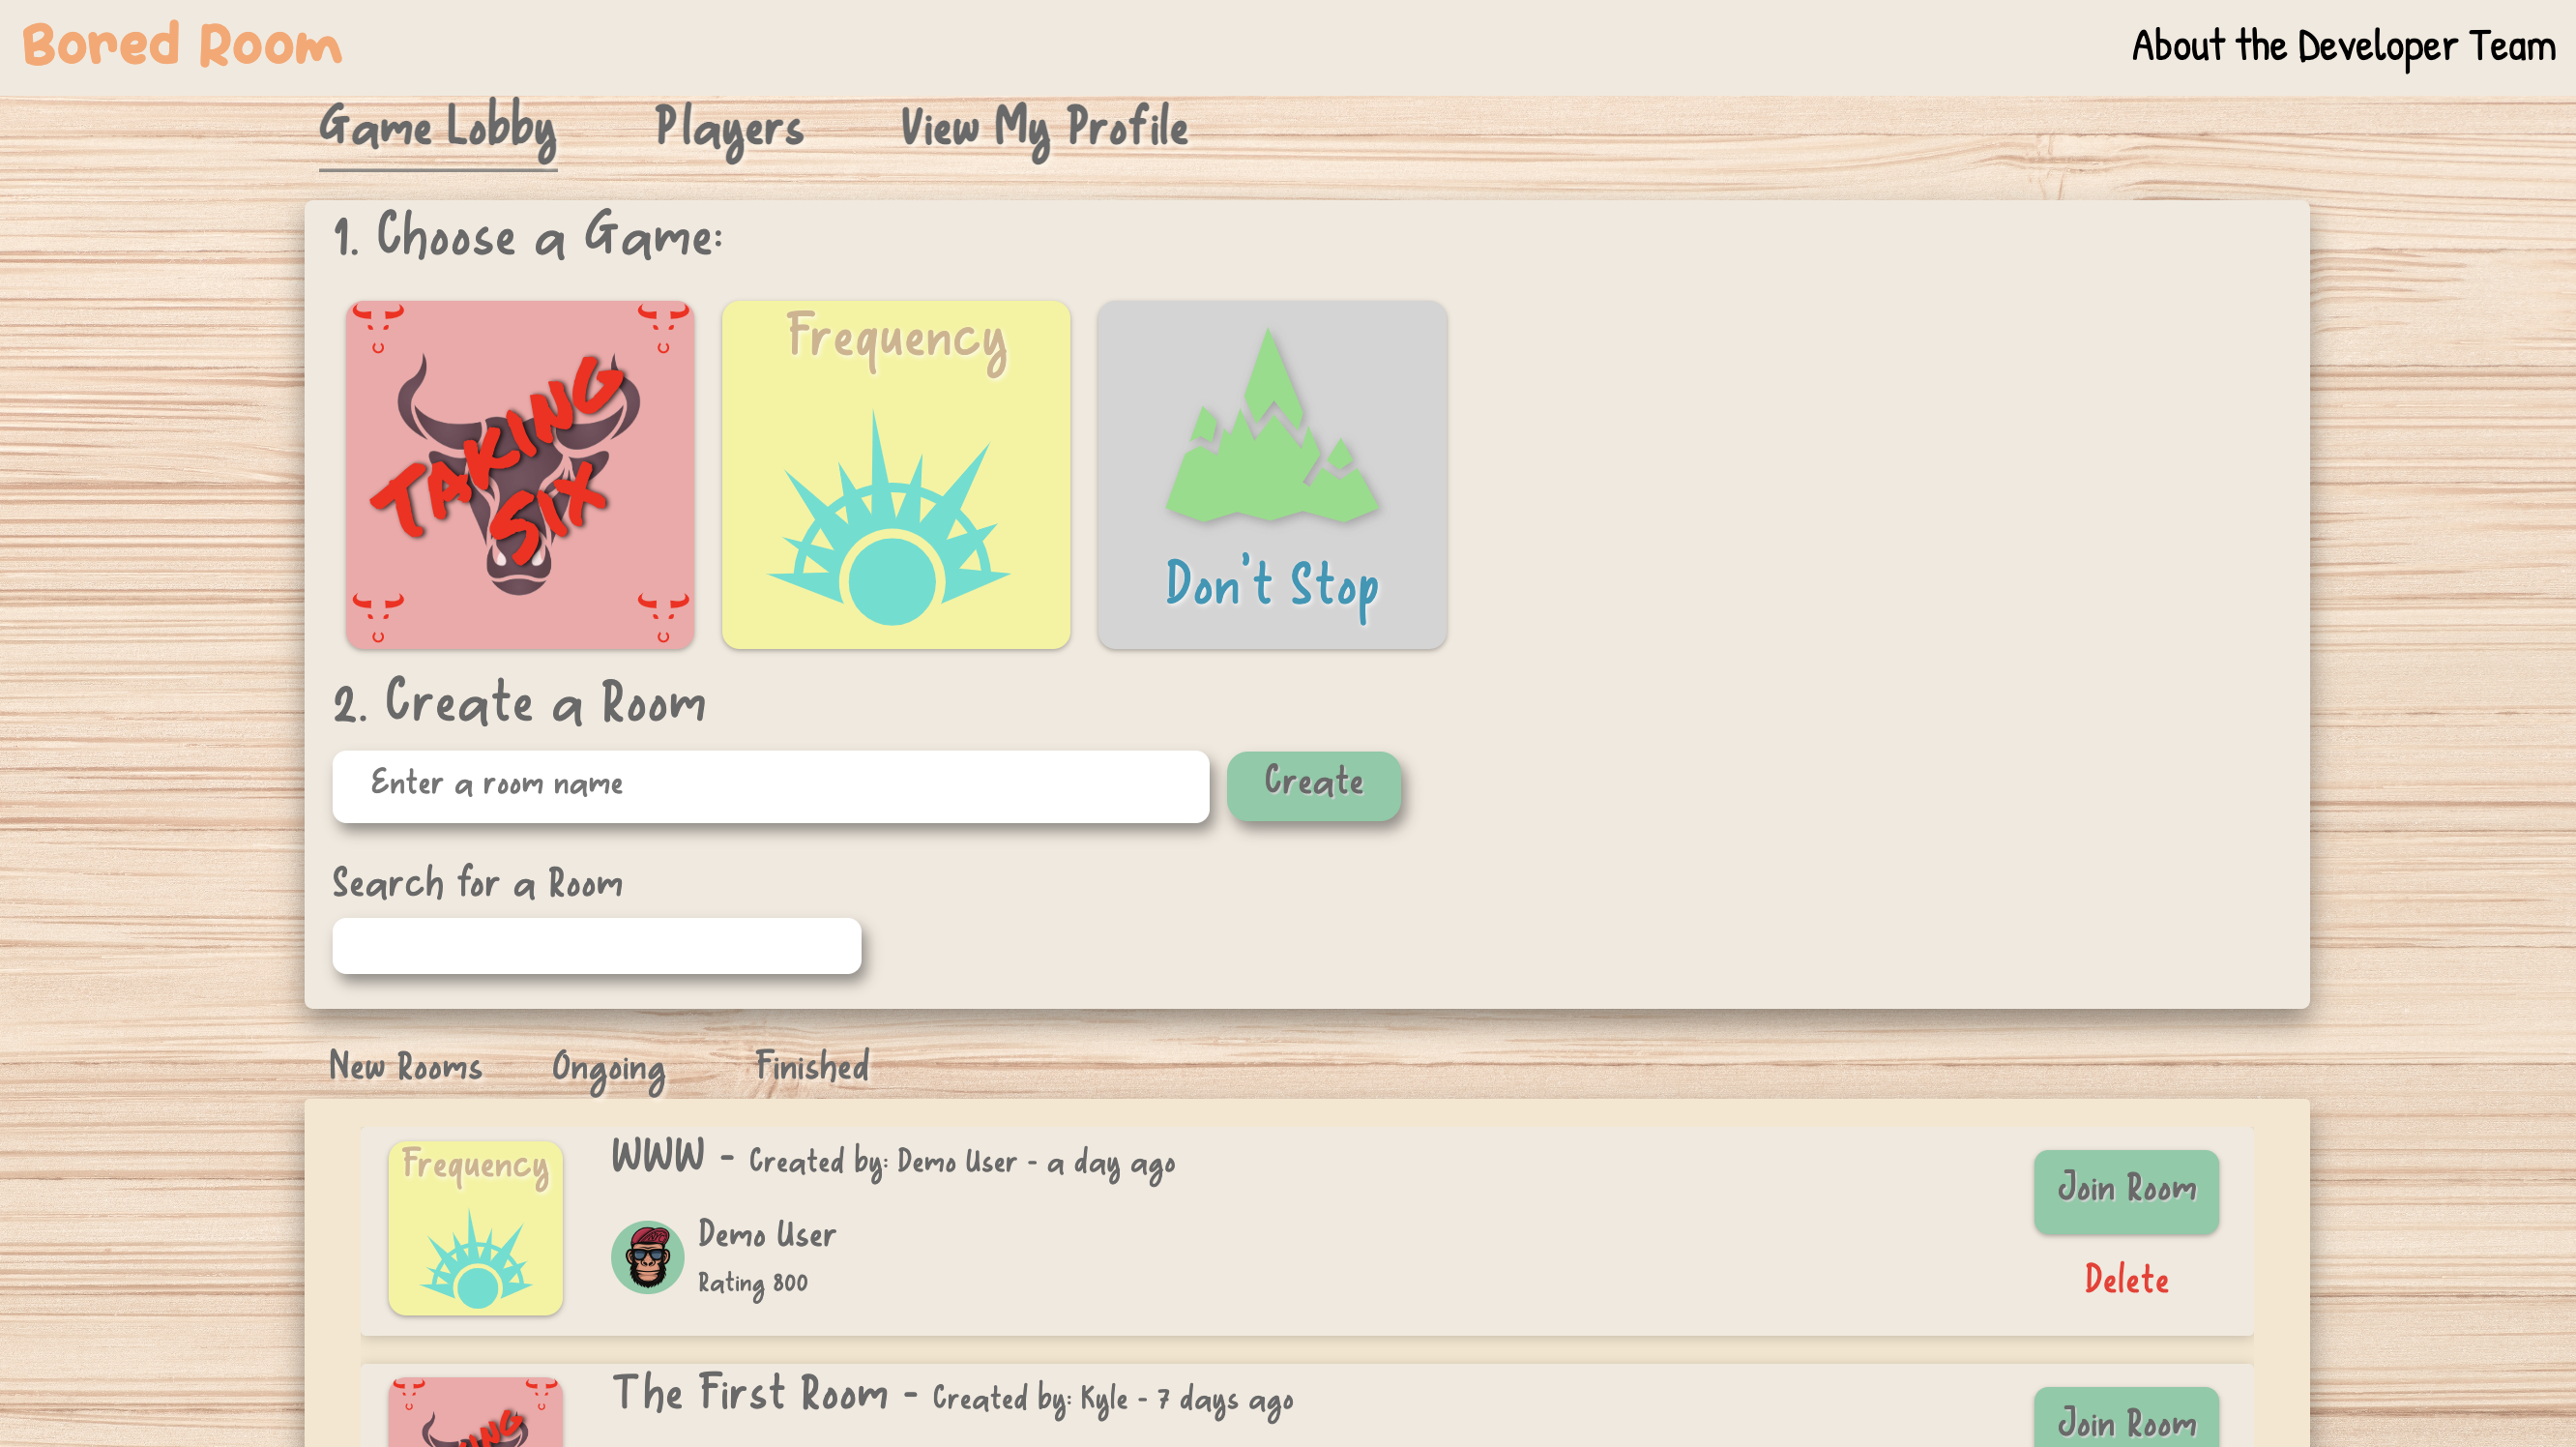 Bored Room
About the Developer Team
Game Lobby
Players
View My Profile
1. Choose a Game:
TAKING
SIX
Frequency
Don't Stop
2. Create a Room
Enter a room name
Create
Search for a Room
New Rooms
Ongoing
Finished
Frequency
WWW - Created by: Demo User - a day ago
Demo User
Rating 800
Join Room
Delete
The First Room - Created by: Kyle - 7 days ago
Join Room